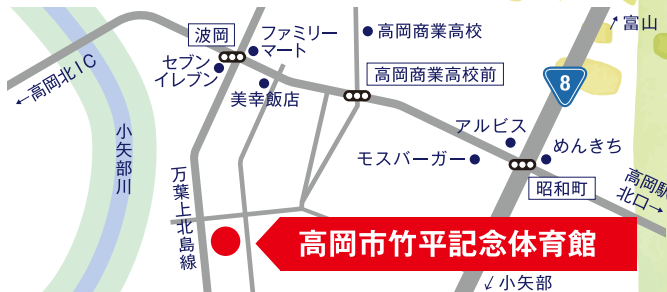 波岡
ファミリー
マート
セブン
イレブン
美幸飯店
←高岡北IC
高岡商業高校
高岡商業高校前
↗富山
8
アルビス
モスバーガー
めんきち
昭和町
高岡駅
北口→
小矢部川
万葉上北島線
高岡市竹平記念体育館
↙小矢部